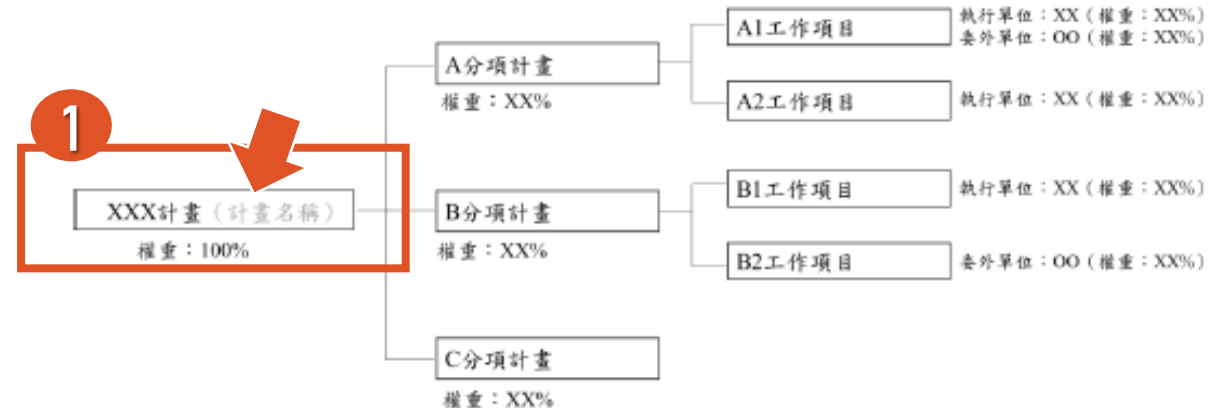 A1工作項目
執行單位：XX（權重：XX%）
委外單位：OO（權重：XX%）
A分項計畫
權重：XX%
A2工作項目
執行單位：XX（權重：XX%）
1
XXX計畫（計畫名稱）
權重：100%
B分項計畫
權重：XX%
B1工作項目
執行單位：XX（權重：XX%）
B2工作項目
委外單位：OO（權重：XX%）
C分項計畫
權重：XX%